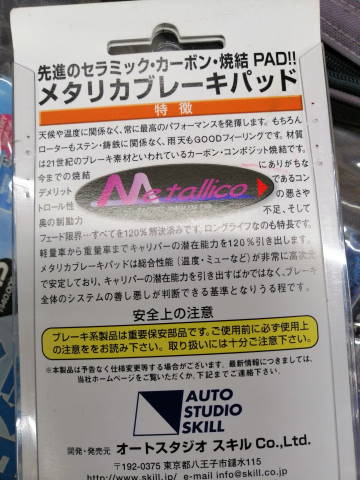 先進のセラミック・カーボン・焼結 PAD!!
メタリカブレーキパッド
特徴
天候や温度に関係なく、常に最高のパフォーマンスを発揮します。もちろん
ローターもステン・鋳鉄に関係なく、雨天もGOODフィーリングです。材質
は21世紀のブレーキ素材といわれているカーボン・コンポジット焼結です。
今までの焼結 にありがちな
デメリット であるコン
トロール性 の悪さや
奥の制動力 不足、そして
Metallico
フェード限界…すべてを120%解決済みです。ロングライフなのも特長です。
軽量車から重量車までキャリパーの潜在能力を120%引き出します。
メタリカブレーキパッドは総合性能(温度・ミューなど)が非常に高次元
で安定しており、キャリパーの潜在能力を引き出すばかではなく、ブレーキ
全体のシステムの善し悪しが判断できる基準となりうる程です。
安全上の注意
ブレーキ系製品は重要保安部品です。ご使用前に必ず使用上
の注意ををお読み下さい。取り扱いには十分ご注意下さい。
※本製品は予告なく仕様変更等する場合がございます。最新情報につきましては、
当社ホームページをご覧いただくか、下記までご連絡下さい。
AUTO
STUDIO
SKILL
開発・発売元 オートスタジオ スキル Co.,Ltd.
〒192-0375 東京都八王子市鑓水115
http://www.skill.jp/ e-mail info@skill.co.jp